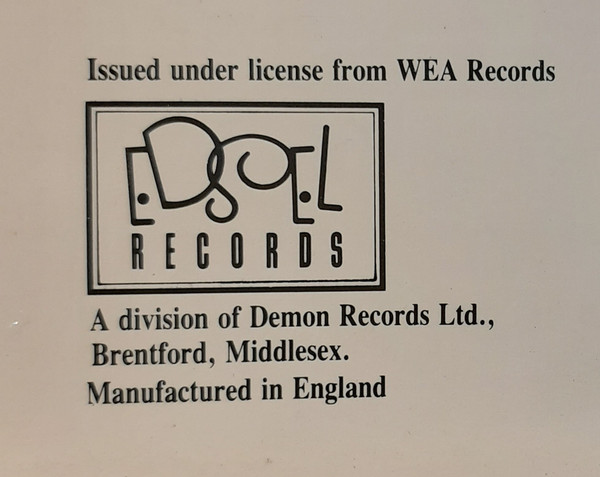 Issued under license from WEA Records
EDSEL
RECORDS
A division of Demon Records Ltd.,
Brentford, Middlesex.
Manufactured in England